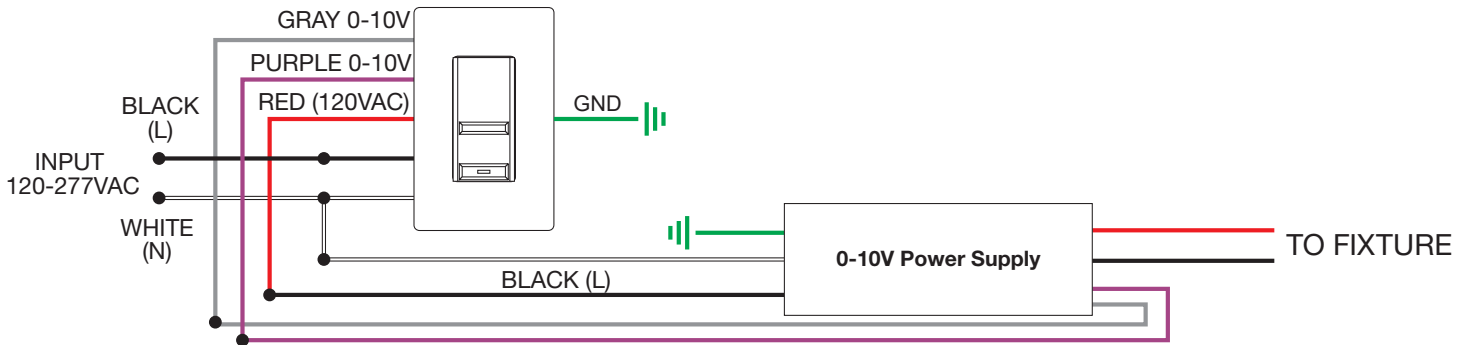 GRAY 0-10V
PURPLE 0-10V
RED (120VAC)
BLACK
(L)
INPUT
120-277VAC
WHITE
(N)
GND
BLACK (L)
0-10V Power Supply
TO FIXTURE